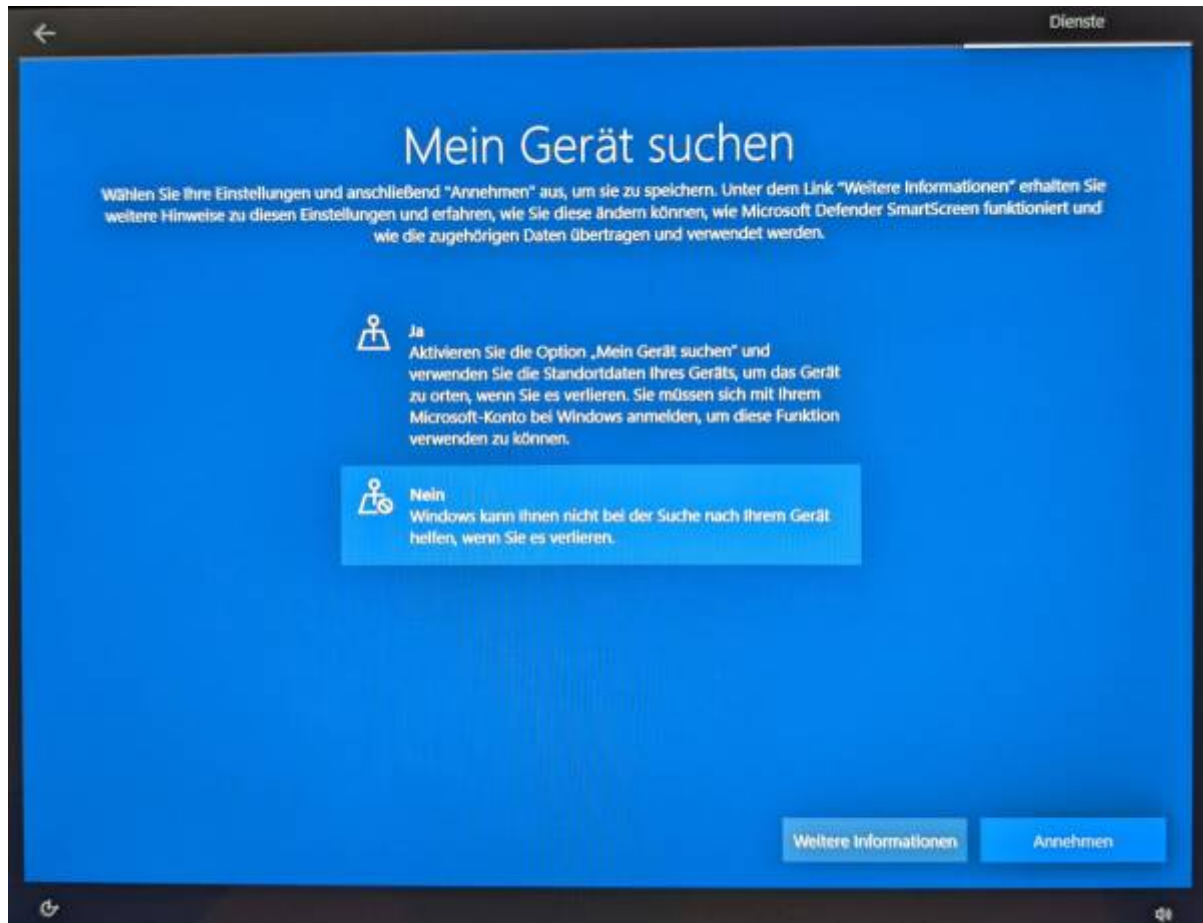 Dienste
Mein Gerät suchen
Wählen Sie Ihre Einstellungen und anschließend "Annehmen" aus, um sie zu speichern. Unter dem Link "Weitere Informationen" erhalten Sie
weitere Hinweise zu diesen Einstellungen und erfahren, wie Sie diese ändern können, wie Microsoft Defender SmartScreen funktioniert und
wie die zugehörigen Daten übertragen und verwendet werden.
Ja
Aktivieren Sie die Option „Mein Gerät suchen" und
verwenden Sie die Standortdaten Ihres Geräts, um das Gerät
zu orten, wenn Sie es verlieren. Sie müssen sich mit Ihrem
Microsoft-Konto bei Windows anmelden, um diese Funktion
verwenden zu können.
Nein
Windows kann Ihnen nicht bei der Suche nach Ihrem Gerät
helfen, wenn Sie es verlieren.
Weitere Informationen
Annehmen